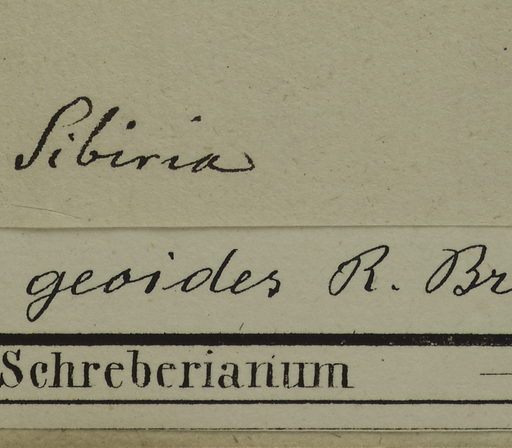 Sibiria
geoides R. Br
Schreberianum